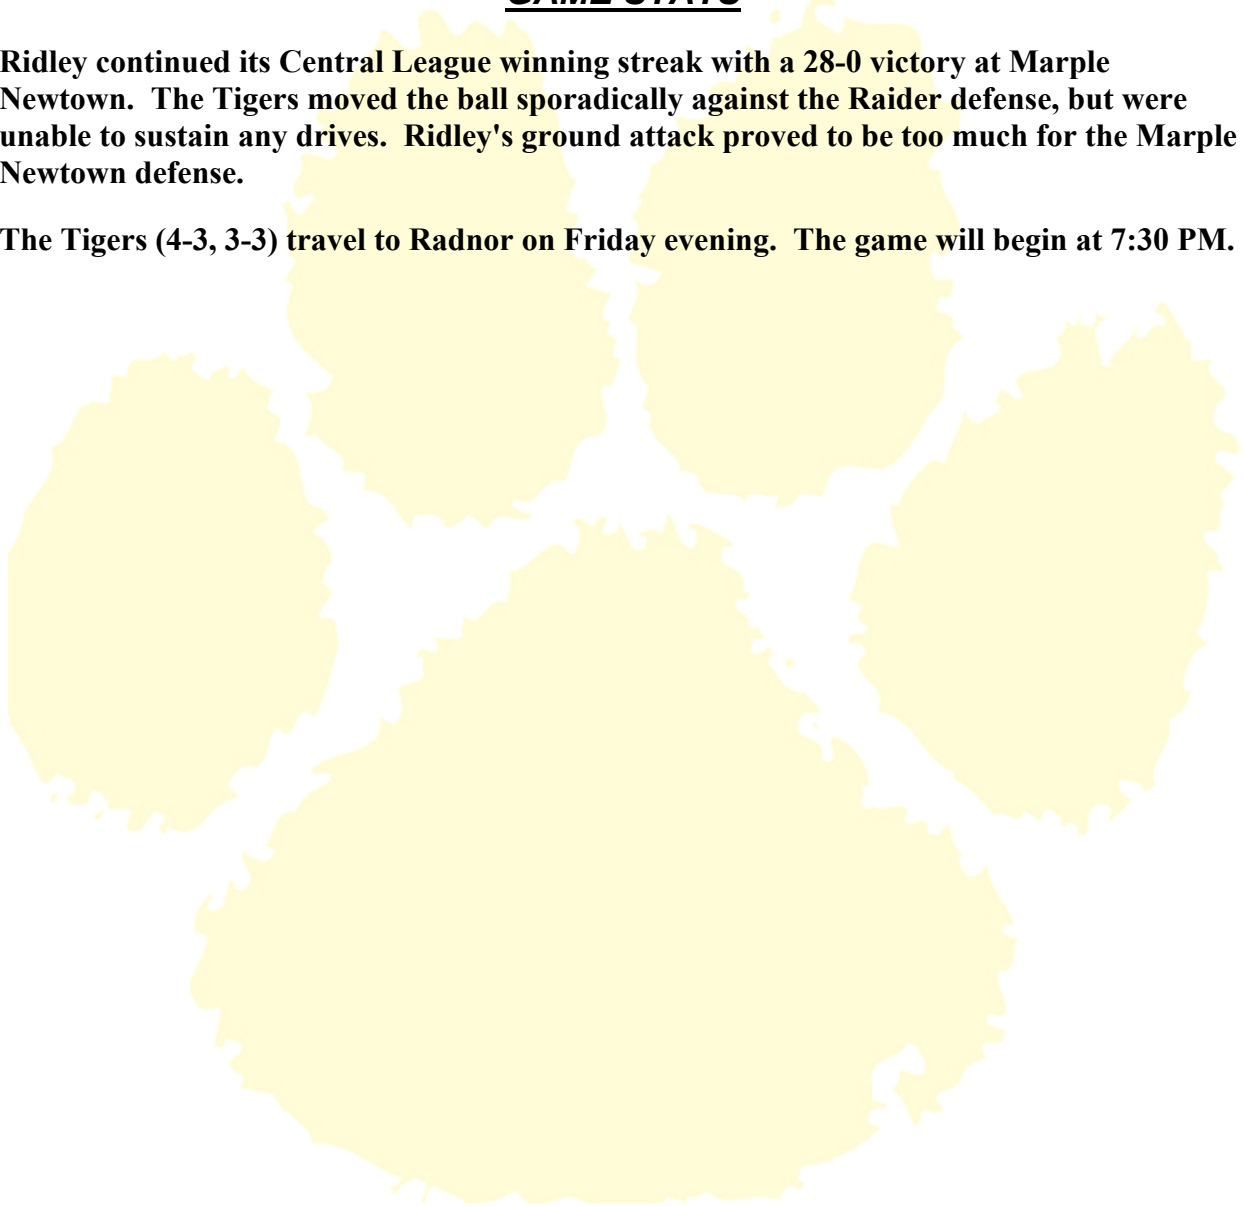 GAME STATS
Ridley continued its Central League winning streak with a 28-0 victory at Marple
Newtown.  The Tigers moved the ball sporadically against the Raider defense, but were
unable to sustain any drives.  Ridley's ground attack proved to be too much for the Marple
Newtown defense.
The Tigers (4-3, 3-3) travel to Radnor on Friday evening.  The game will begin at 7:30 PM.